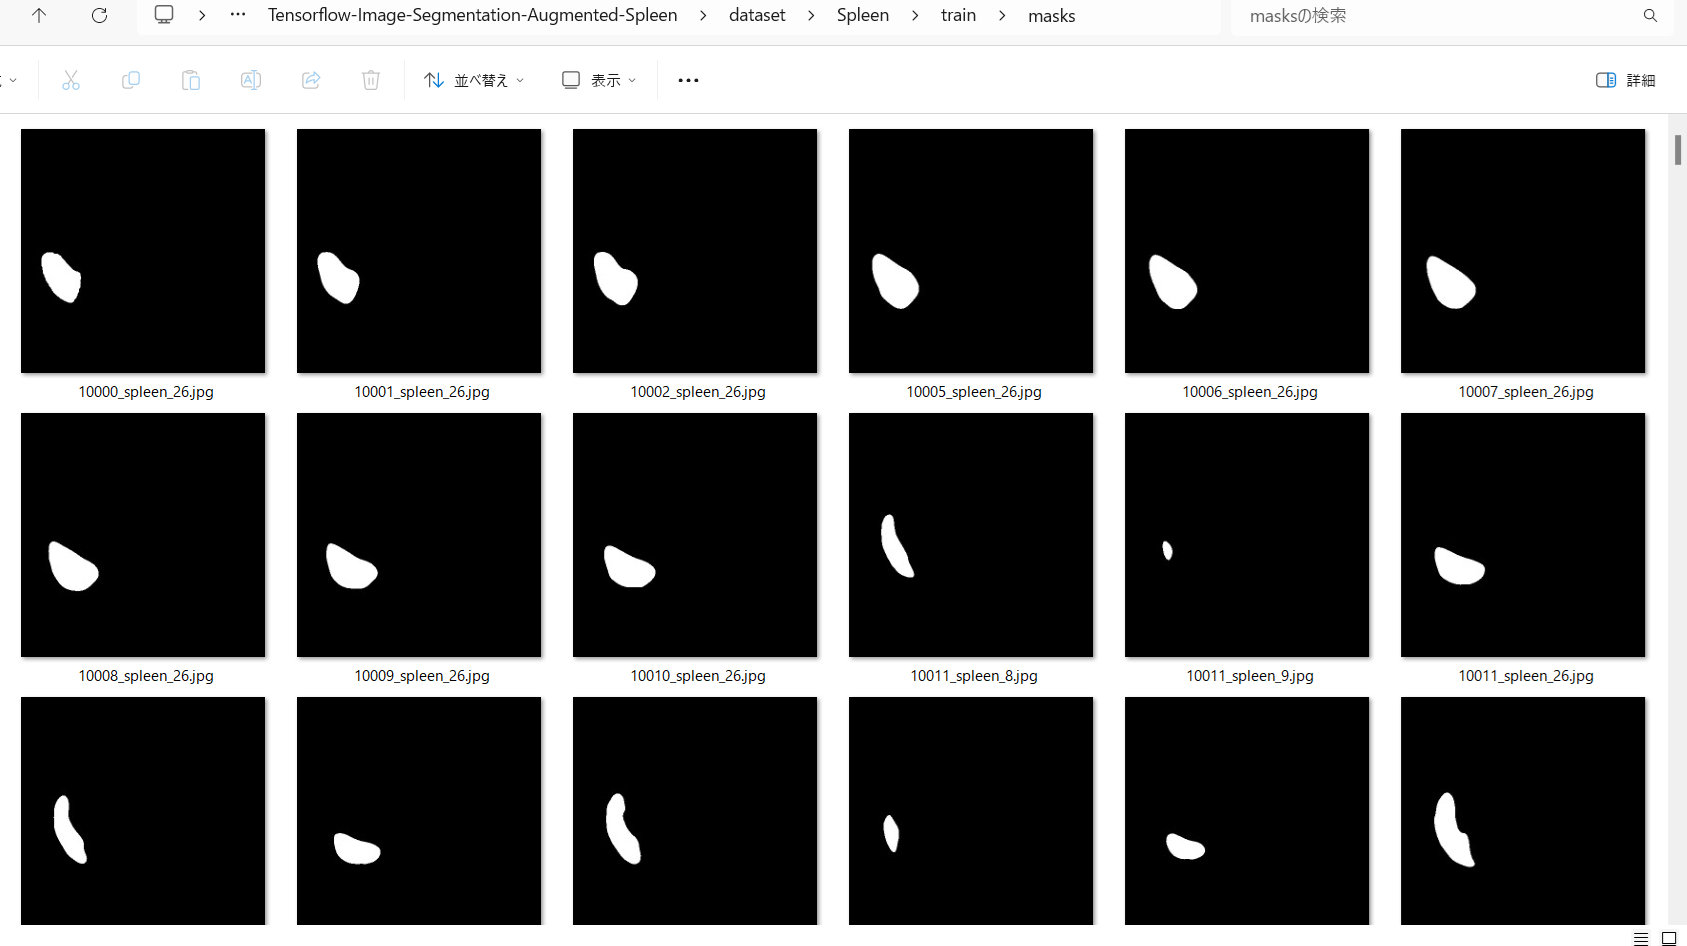 Tensorflow-Image-Segmentation-Augmented-Spleen > dataset > Spleen > train > masks
masksの検索
並べ替え
表示
詳細
10000_spleen_26.jpg
10001_spleen_26.jpg
10002_spleen_26.jpg
10005_spleen_26.jpg
10006_spleen_26.jpg
10007_spleen_26.jpg
10008_spleen_26.jpg
10009_spleen_26.jpg
10010_spleen_26.jpg
10011_spleen_8.jpg
10011_spleen_9.jpg
10011_spleen_26.jpg